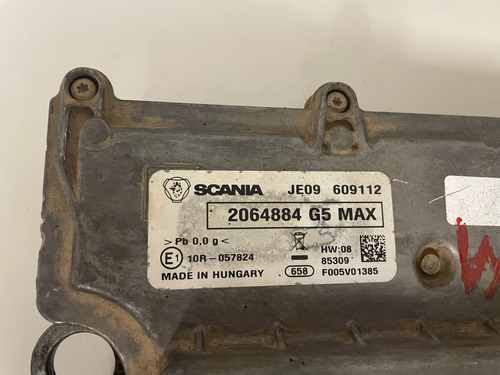 SCANIA JE09 609112
2064884 G5 MAX
>Pb 0,0 g< HW:08
E1 10R-057824 85309
MADE IN HUNGARY 658 F005V01385